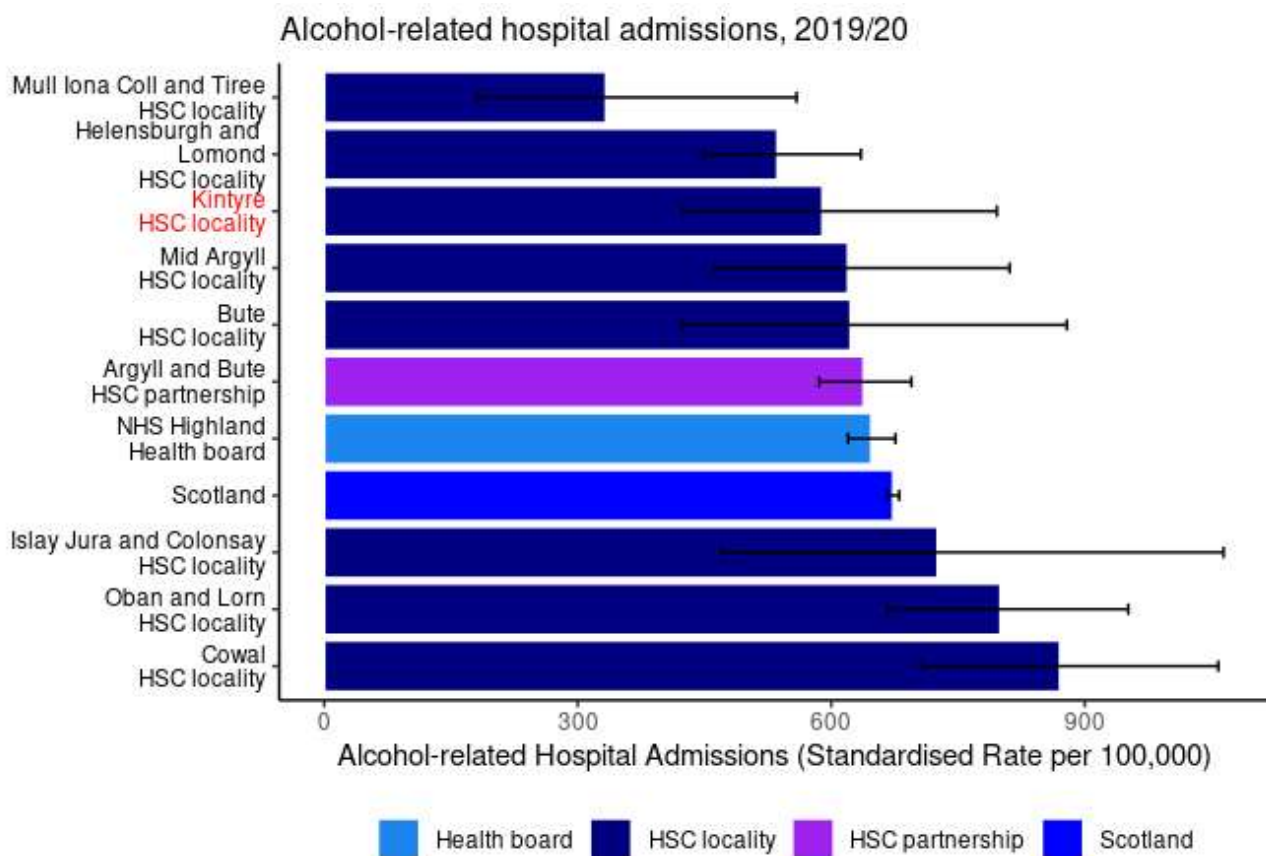 Alcohol-related hospital admissions, 2019/20
Mull Iona Coll and Tiree
HSC locality
Helensburgh and
Lomond
HSC locality
Kintyre
HSC locality
Mid Argyll
HSC locality
Bute
HSC locality
Argyll and Bute
HSC partnership
NHS Highland
Health board
Scotland
Islay Jura and Colonsay
HSC locality
Oban and Lorn
HSC locality
Cowal
HSC locality
0 300 600 900
Alcohol-related Hospital Admissions (Standardised Rate per 100,000)
Health board HSC locality HSC partnership Scotland